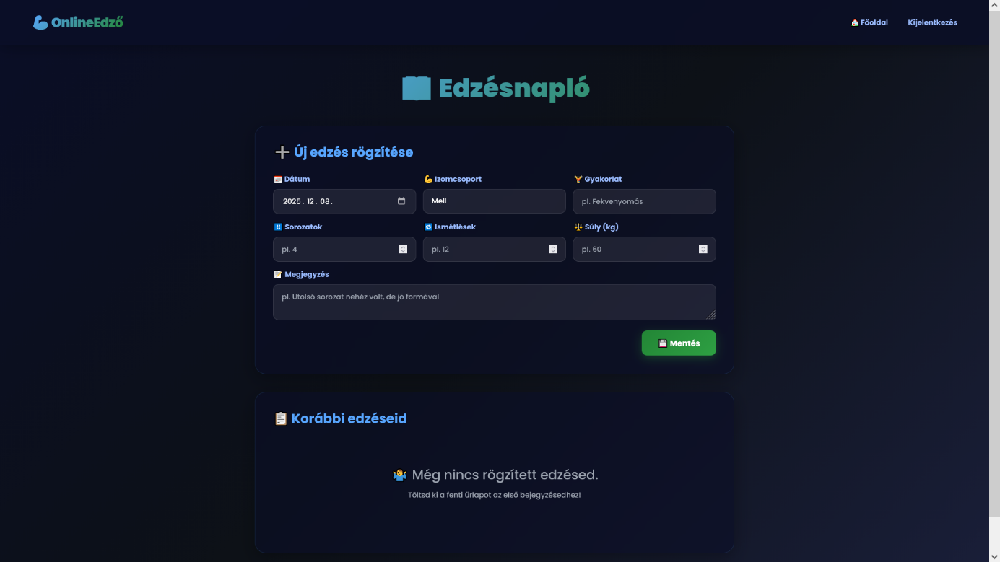 OnlineEdző
Főoldal
Kijelentkezés
Edzésnapló
Új edzés rögzítése
Dátum
Izomcsoport
Gyakorlat
2025. 12. 08.
Mell
pl. Fekvenyomás
Sorozatok
Ismétlések
Súly (kg)
pl. 4
pl. 12
pl. 60
Megjegyzés
pl. Utolsó sorozat nehéz volt, de jó formával
Mentés
Korábbi edzéseid
Még nincs rögzített edzésed.
Töltsd ki a fenti űrlapot az első bejegyzésedhez!